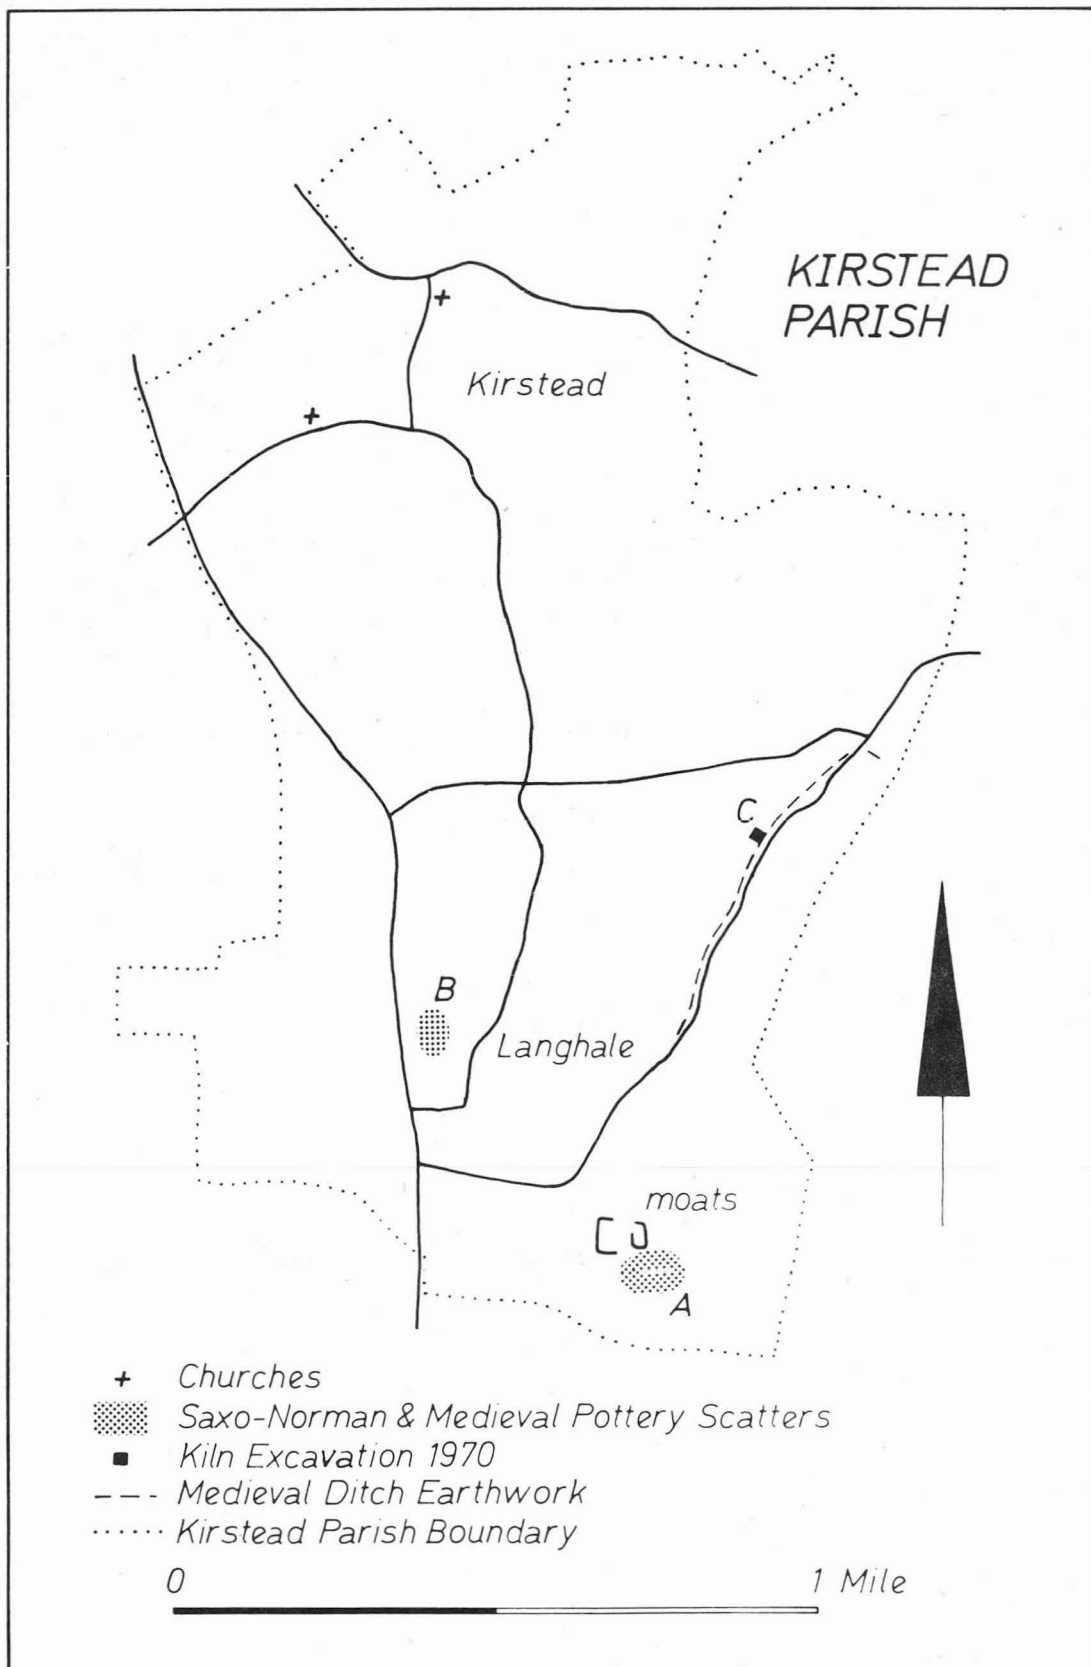 KIRSTEAD
PARISH
Kirstead
C
B
Langhale
moats
A
+ Churches
Saxo-Norman & Medieval Pottery Scatters
Kiln Excavation 1970
Medieval Ditch Earthwork
Kirstead Parish Boundary
0 1 Mile